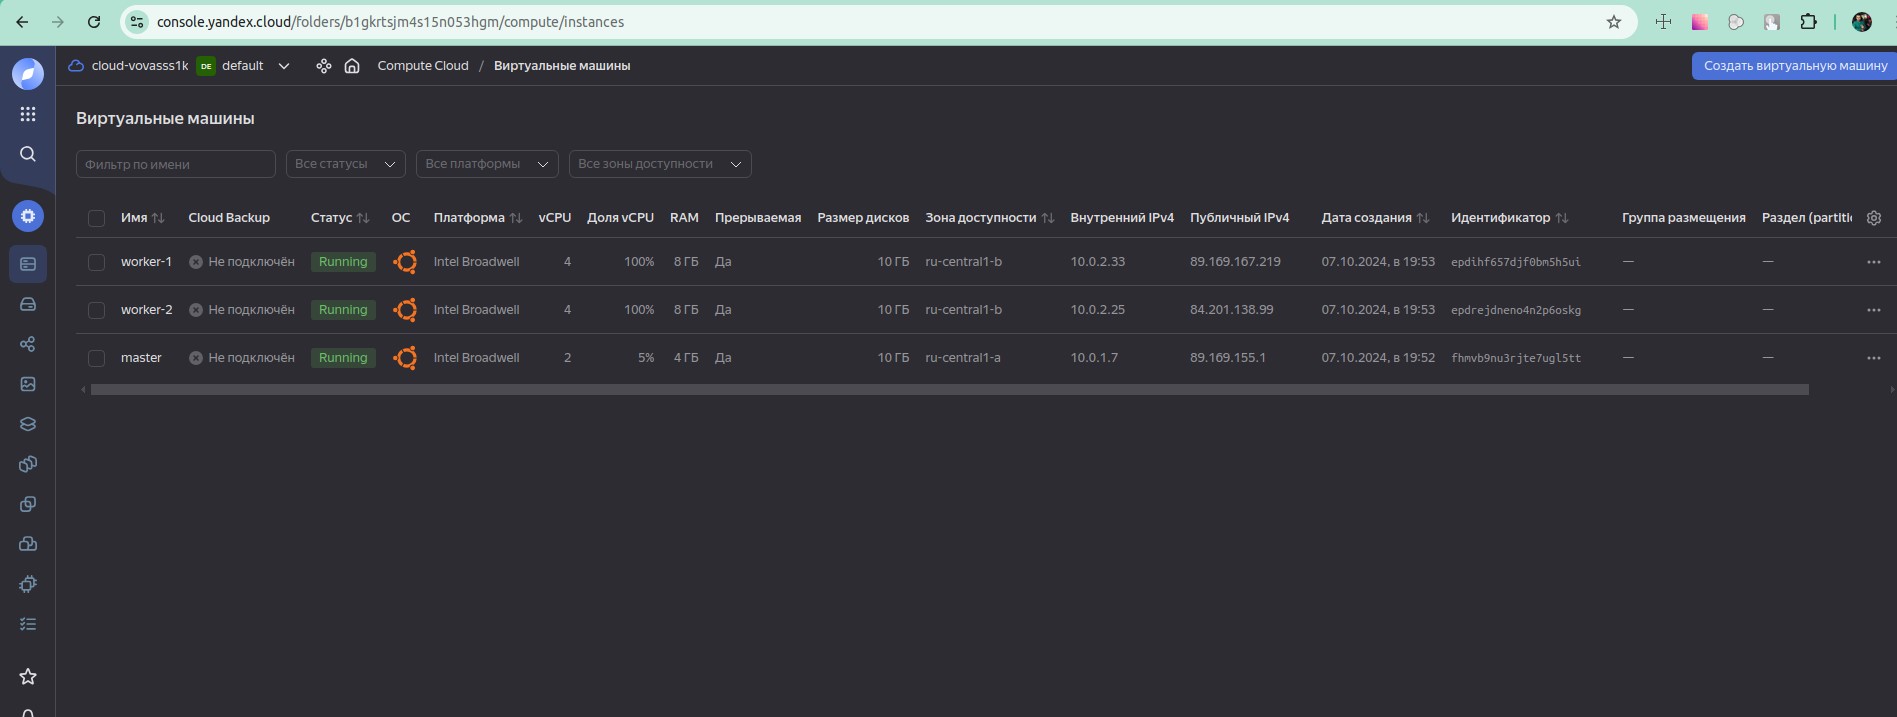 console.yandex.cloud/folders/b1gkrtsjm4s15n053hgm/compute/instances
cloud-vovasss1k DE default Compute Cloud / Виртуальные машины Создать виртуальную машину
Виртуальные машины
Фильтр по имени Все статусы Все платформы Все зоны доступности
Имя Cloud Backup Статус ОС Платформа vCPU Доля vCPU RAM Прерываемая Размер дисков Зона доступности Внутренний IPv4 Публичный IPv4 Дата создания Идентификатор Группа размещения Раздел (partitic
worker-1 Не подключён Running Intel Broadwell 4 100% 8 ГБ Да 10 ГБ ru-central1-b 10.0.2.33 89.169.167.219 07.10.2024, в 19:53 epdihf657djf0bm5h5ui — —
worker-2 Не подключён Running Intel Broadwell 4 100% 8 ГБ Да 10 ГБ ru-central1-b 10.0.2.25 84.201.138.99 07.10.2024, в 19:53 epdrejdneno4n2p6oskg — —
master Не подключён Running Intel Broadwell 2 5% 4 ГБ Да 10 ГБ ru-central1-a 10.0.1.7 89.169.155.1 07.10.2024, в 19:52 fhmvb9nu3rjte7ugl5tt — —